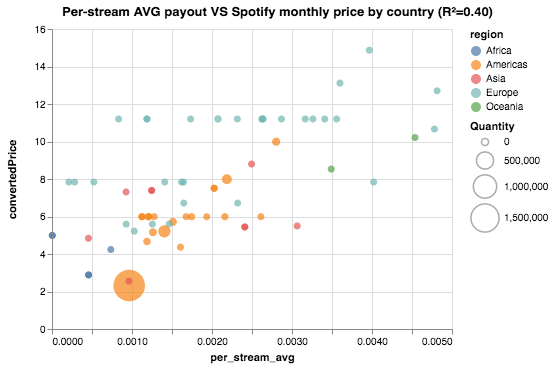 Per-stream AVG payout VS Spotify monthly price by country (R²=0.40)
16
14
12
10
8
6
4
2
0
convertedPrice
0.0000
0.0010
0.0020
0.0030
0.0040
0.0050
per_stream_avg
region
Africa
Americas
Asia
Europe
Oceania
Quantity
0
500,000
1,000,000
1,500,000